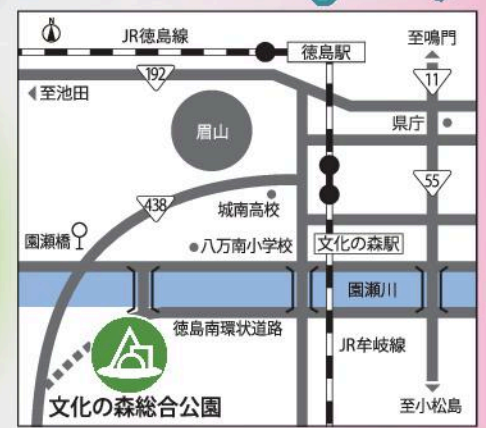 N
JR徳島線
徳島駅
至鳴門
192
11
至池田
県庁
眉山
55
438
城南高校
園瀬橋
八万南小学校
文化の森駅
園瀬川
徳島南環状道路
JR牟岐線
文化の森総合公園
至小松島